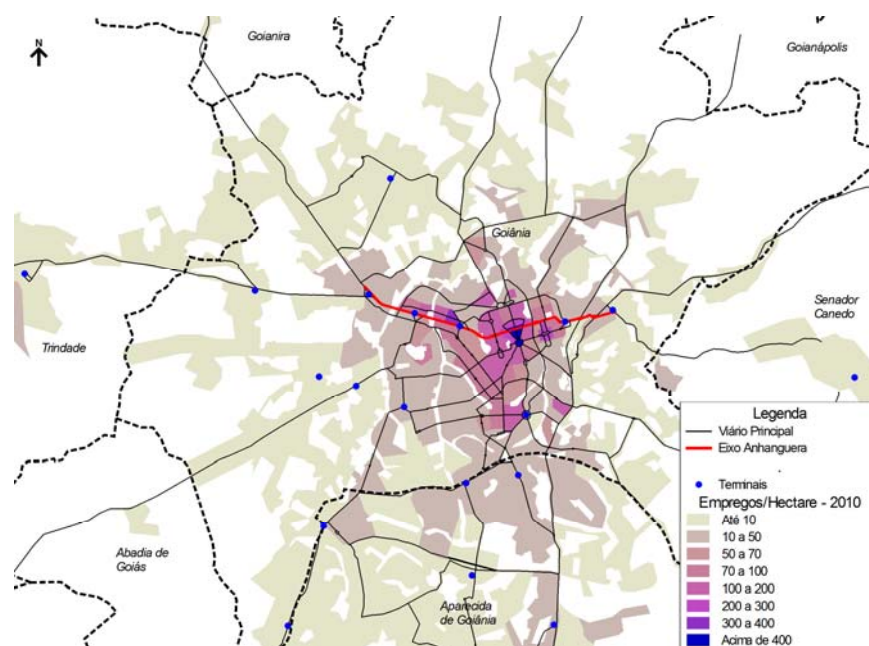 Goianira
Goianápolis
N
Goiânia
Senador
Canedo
Trindade
Abadia de
Goiás
Aparecida
de Goiânia
Legenda
Viário Principal
Eixo Anhanguera
Terminais
Empregos/Hectare - 2010
Até 10
10 a 50
50 a 70
70 a 100
100 a 200
200 a 300
300 a 400
Acima de 400